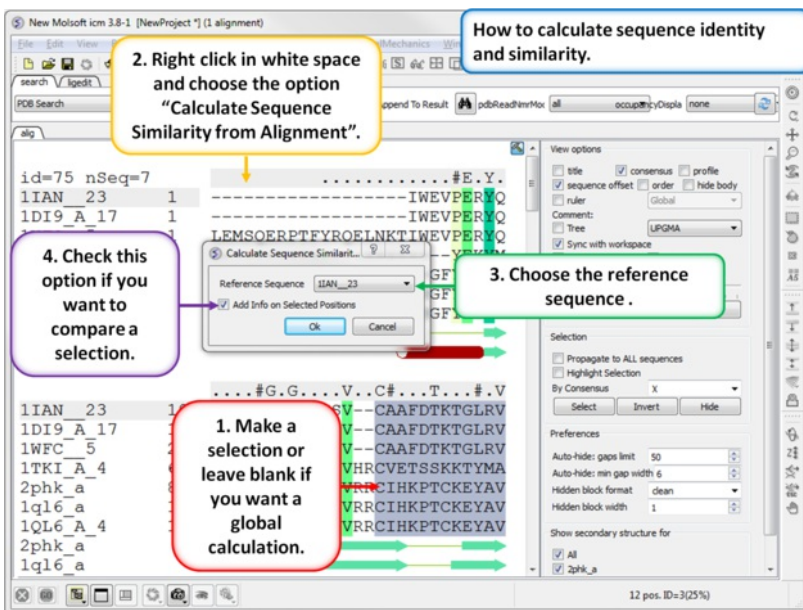 New Molsoft icm 3.8-1 [NewProject *] (1 alignment)
How to calculate sequence identity
and similarity.
File Edit View
2. Right click in white space
and choose the option
"Calculate Sequence
Similarity from Alignment".
search ligedit
PDB Search
Append To Result pdbReadNmrMo all occupancyDispla none
alig
View options
title consensus profile
sequence offset order hide body
ruler Global
Comment:
Tree UPGMA
Sync with workspace
id=75 nSeq=7 ............#E.Y.
1IAN__23 1 ------------------IWEVPERYQ
1DI9_A_17 1 ------------------IWEVPERYQ
1 LEMSQERPTFYRQELNKTIWEVPERYQ
4. Check this
option if you
want to
compare a
selection.
Calculate Sequence Similarit...
Reference Sequence 1IAN__23
Add Info on Selected Positions
Ok Cancel
3. Choose the reference
sequence .
Selection
Propagate to ALL sequences
Highlight Selection
By Consensus X
Select Invert Hide
....#G.G....V..C#...T...#.V
1IAN__23 V--CAAFDTKTGLRV
1DI9_A_17 V--CAAFDTKTGLRV
1WFC__5 V--CAAFDTKTGLRV
1TKI_A_4 VHRCVETSSKKTYMA
2phk_a VRRCIHKPTCKEYAV
1ql6_a VRRCIHKPTCKEYAV
1QL6_A_4 VRRCIHKPTCKEYAV
2phk_a
1ql6_a
1. Make a
selection or
leave blank if
you want a
global
calculation.
Preferences
Auto-hide: gaps limit 50
Auto-hide: min gap width 6
Hidden block format clean
Hidden block width 1
Show secondary structure for
All
2phk_a
12 pos. ID=3(25%)